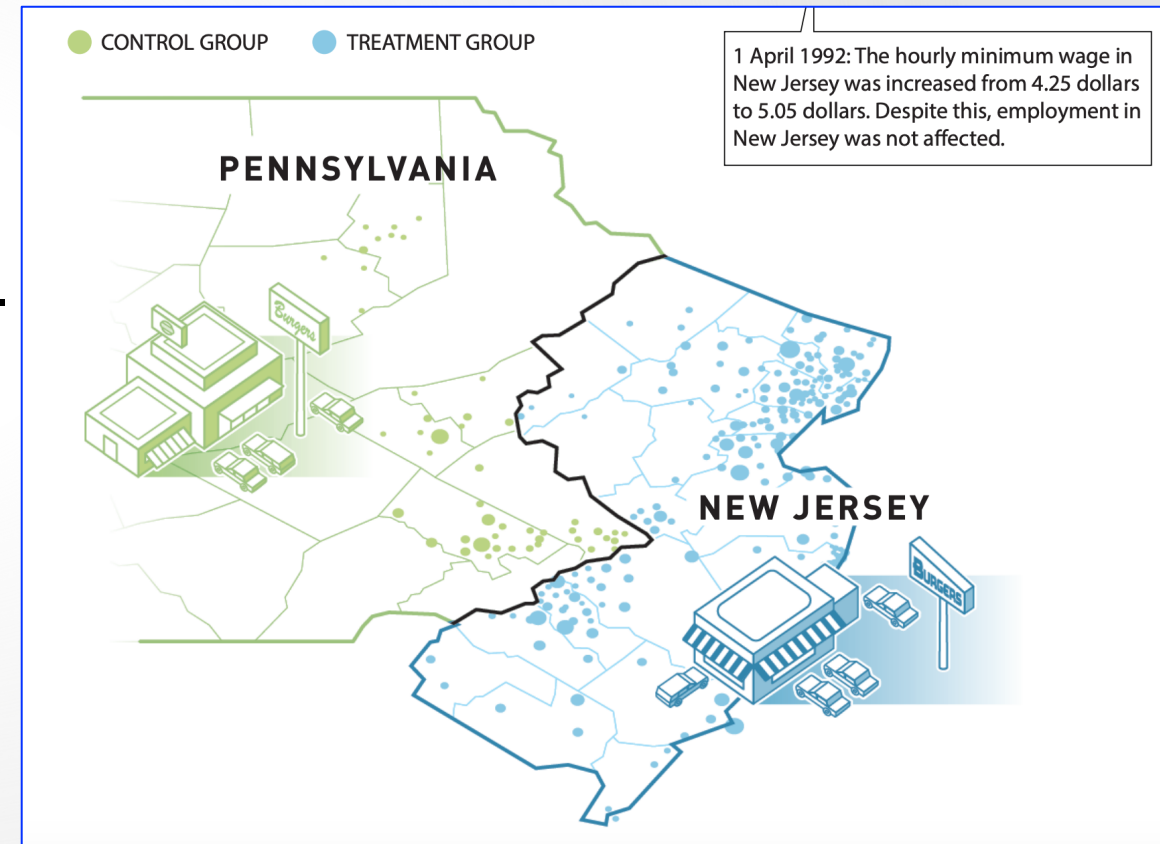 CONTROL GROUP
TREATMENT GROUP
1 April 1992: The hourly minimum wage in
New Jersey was increased from 4.25 dollars
to 5.05 dollars. Despite this, employment in
New Jersey was not affected.
PENNSYLVANIA
Burgers
NEW JERSEY
BURGERS